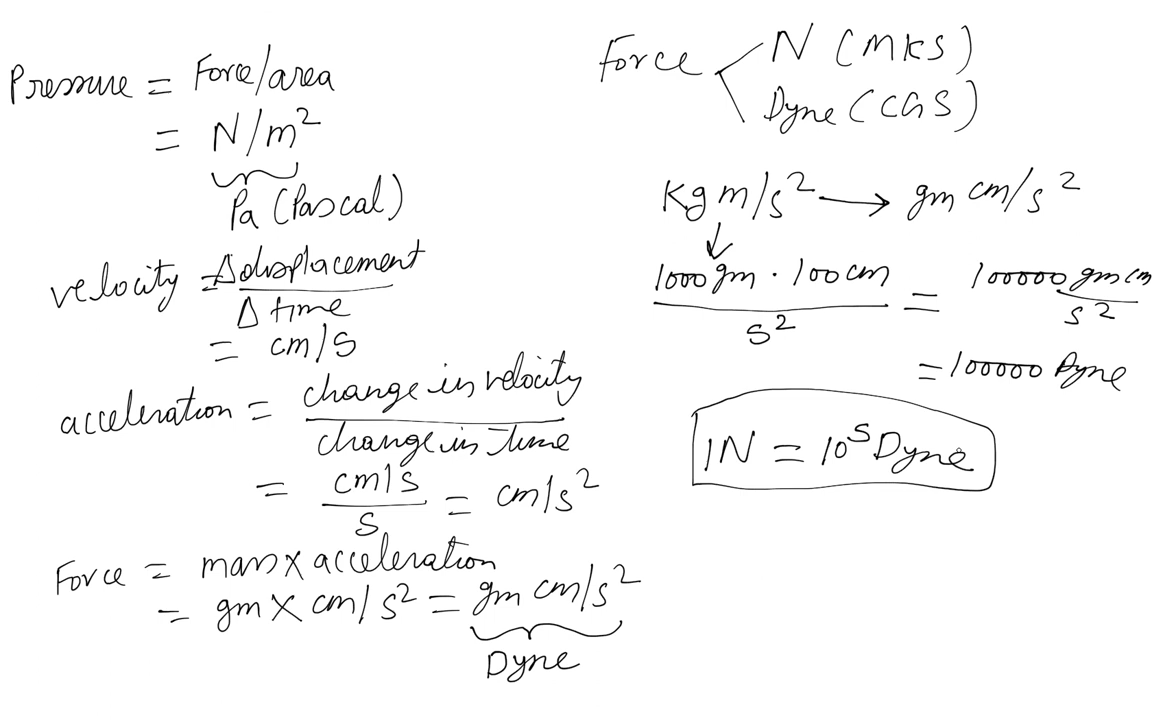 Pressure = Force/area
= N/m²
Pa (Pascal)
velocity = Δdisplacement
Δ time
= cm/s
acceleration = change in velocity
change in time
= cm/s
s
= cm/s²
Force = mass x acceleration
= gm x cm/s² = gm cm/s²
Dyne
Force
N (MKS)
Dyne (CGS)
Kg m/s² → gm cm/s²
↓
1000 gm · 100 cm
s²
= 100000 gm cm
s²
= 100000 Dyne
1N = 10⁵ Dyne